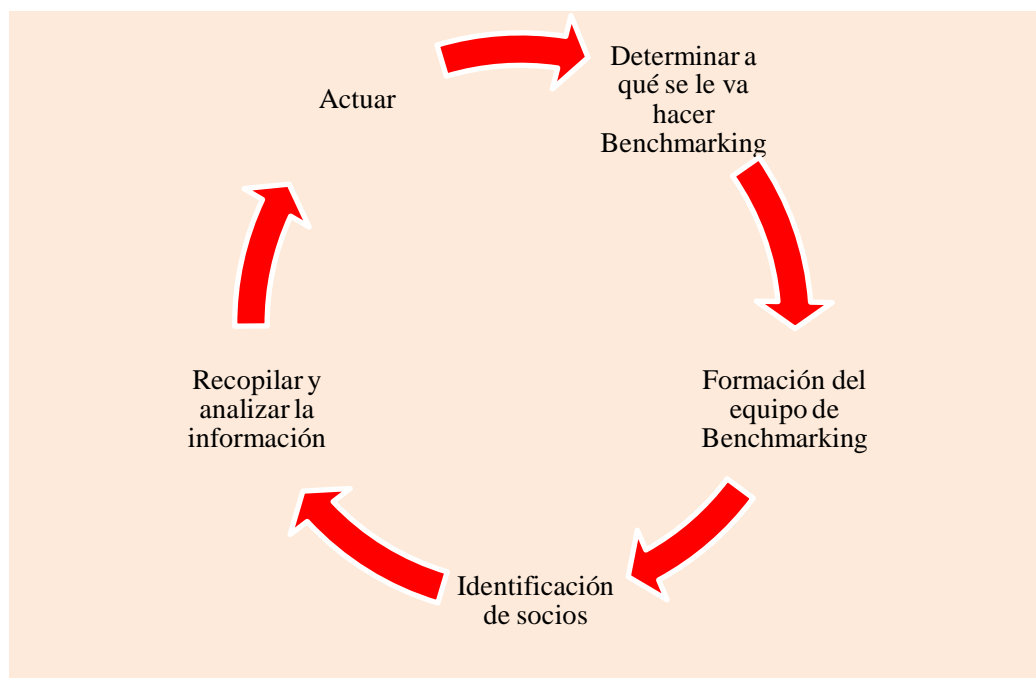 Determinar a
qué se le va
hacer
Benchmarking
Formación del
equipo de
Benchmarking
Identificación
de socios
Recopilar y
analizar la
información
Actuar